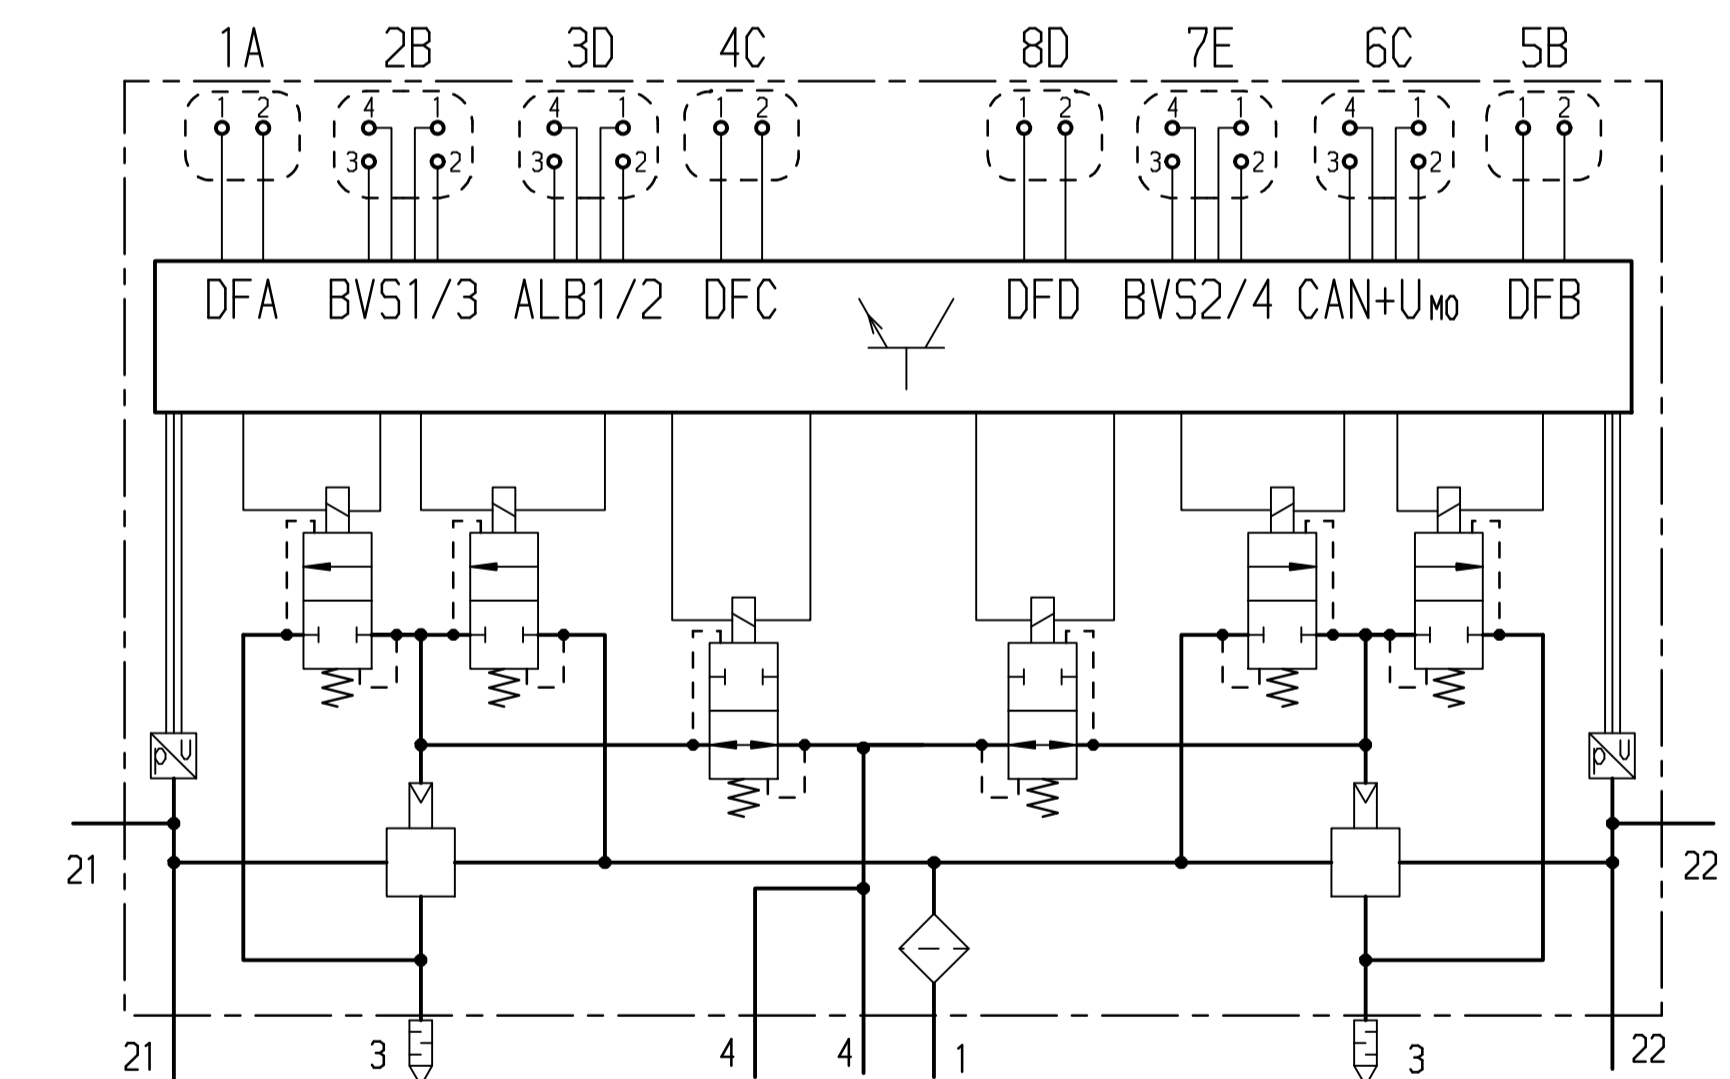 1A 2B 3D 4C 8D 7E 6C 5B
1 2 4 1 4 1 1 2 1 2 4 1 4 1 1 2
3 2 3 2 3 2 3 2
DFA BVS1/3 ALB1/2 DFC DFD BVS2/4 CAN+UMO DFB
p U p U
21 22
21 3 4 4 1 3 22